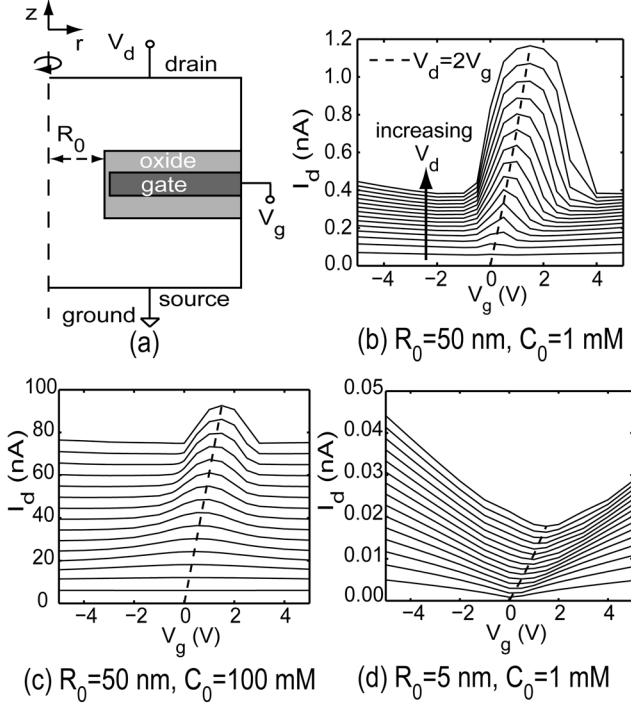 z
r
V_d
drain
R_0
oxide
gate
V_g
source
ground
(a)
1.2
1.0
0.8
0.6
0.4
0.2
0.0
I_d (nA)
V_d=2V_g
increasing
V_d
−4 −2 0 2 4
V_g (V)
(b) R_0=50 nm, C_0=1 mM
100
80
60
40
20
0
I_d (nA)
−4 −2 0 2 4
V_g (V)
(c) R_0=50 nm, C_0=100 mM
0.05
0.04
0.03
0.02
0.01
0.00
I_d (nA)
−4 −2 0 2 4
V_g (V)
(d) R_0=5 nm, C_0=1 mM